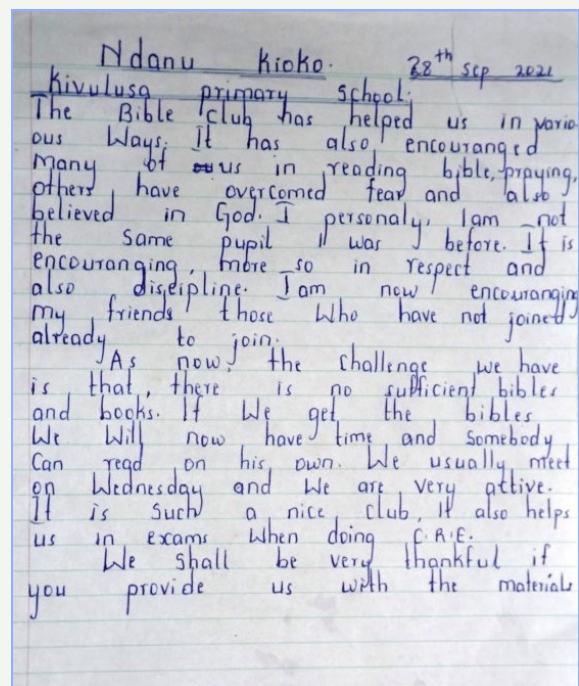 Ndanu Kioko. 28th Sep 2021
Kivulusa primary school.
The Bible club has helped us in vario
ous Ways. It has also encouranged
many of us in reading bible, praying,
others have overcomed fear and also
believed in God. I personaly, Iam not
the same pupil I was before. It is
encouranging, more so in respect and
also discipline. Iam now encouranging
my friends those who have not joined
already to join.
As now, the challenge we have
is that, there is no sufficient bibles
and books. If We get the bibles
We Will now have time and somebody
Can read on his own. We usually meet
on Wednesday and We are very attive.
It is such a nice club, it also helps
us in exams When doing C.R.E.
We shall be very thankful if
you provide us with the materials